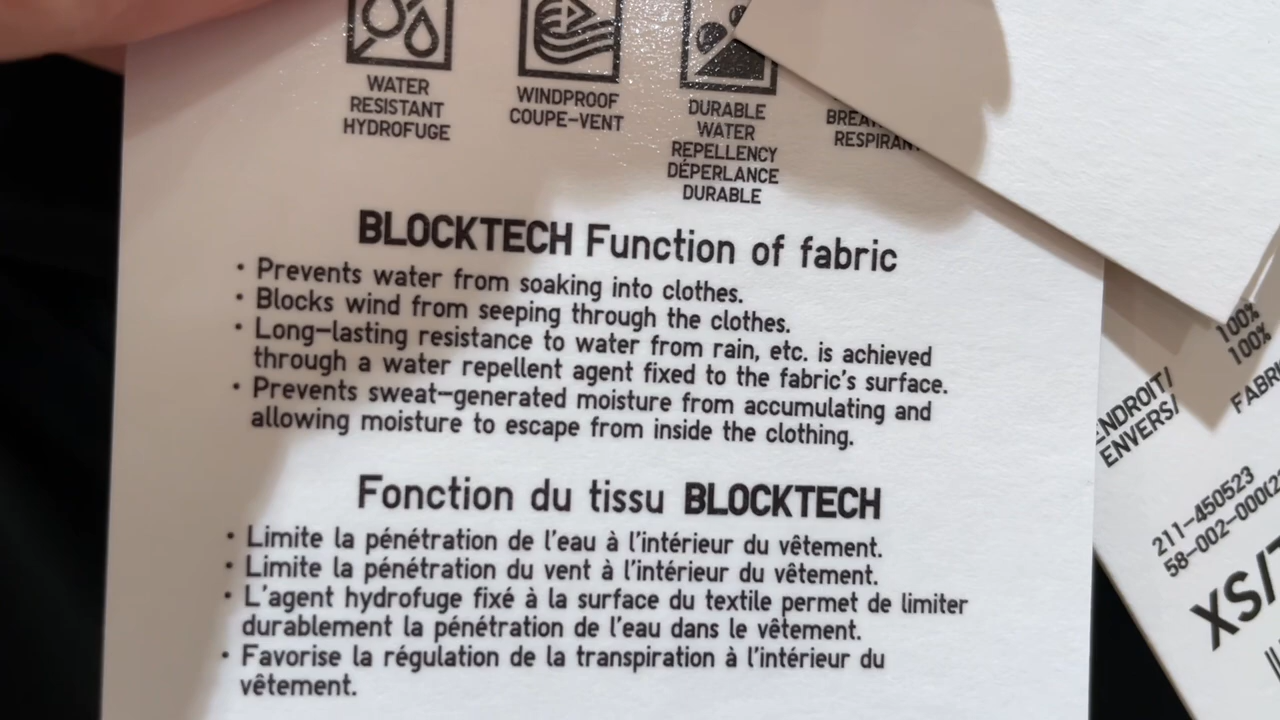 WATER
RESISTANT
HYDROFUGE
WINDPROOF
COUPE-VENT
DURABLE
WATER
REPELLENCY
DÉPERLANCE
DURABLE
BLOCKTECH Function of fabric
• Prevents water from soaking into clothes.
• Blocks wind from seeping through the clothes.
• Long-lasting resistance to water from rain, etc. is achieved
through a water repellent agent fixed to the fabric's surface.
• Prevents sweat-generated moisture from accumulating and
allowing moisture to escape from inside the clothing.
Fonction du tissu BLOCKTECH
• Limite la pénétration de l'eau à l'intérieur du vêtement.
• Limite la pénétration du vent à l'intérieur du vêtement.
• L'agent hydrofuge fixé à la surface du textile permet de limiter
durablement la pénétration de l'eau dans le vêtement.
• Favorise la régulation de la transpiration à l'intérieur du
vêtement.
100%
100%
ENDROIT/
ENVERS/
211-450523
XS/